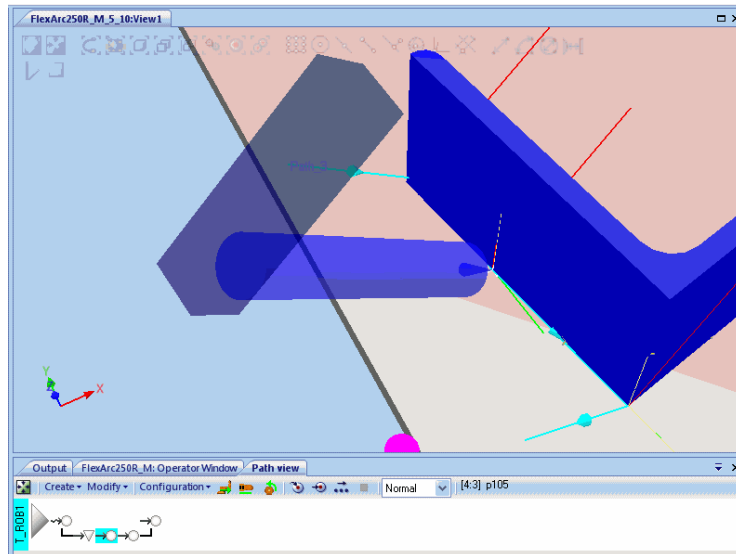 FlexArc250R_M_5_10:View1
Path_3
Y
Z
X
Output FlexArc250R_M: Operator Window Path view
Create Modify Configuration Normal [4:3] p105
T_ROB1